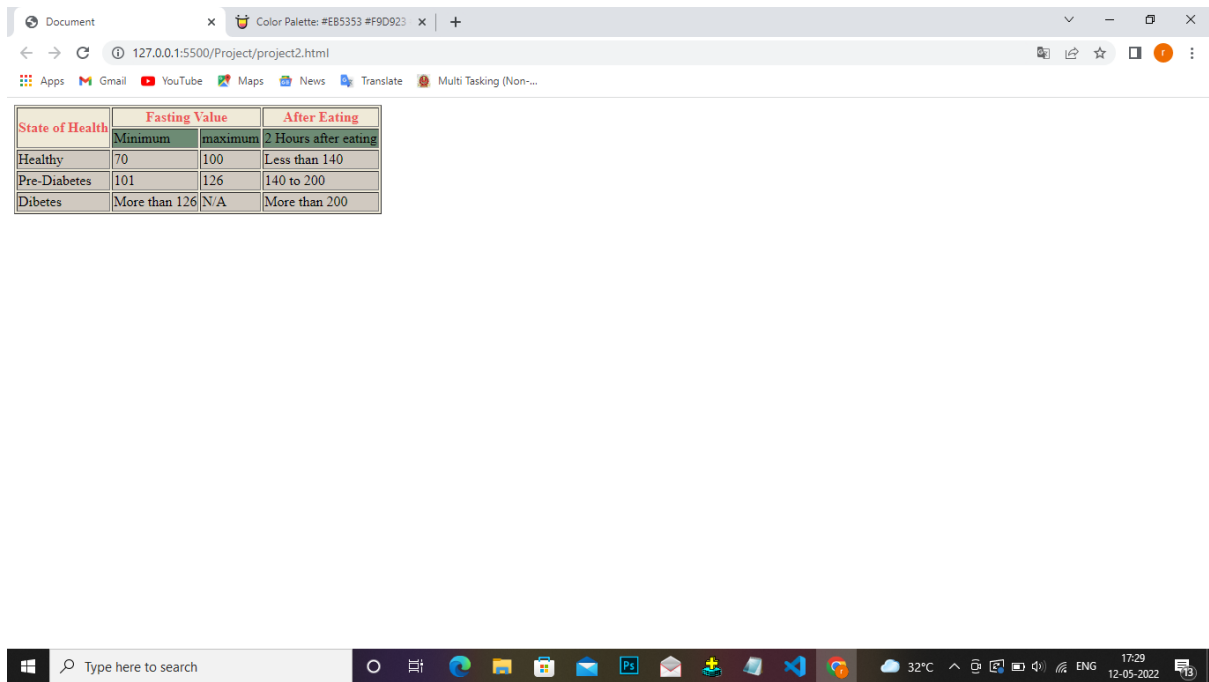 Document
Color Palette: #EB5353 #F9D923
127.0.0.1:5500/Project/project2.html
r
Apps Gmail YouTube Maps News Translate Multi Tasking (Non-...
State of Health Fasting Value After Eating
Minimum maximum 2 Hours after eating
Healthy 70 100 Less than 140
Pre-Diabetes 101 126 140 to 200
Dibetes More than 126 N/A More than 200
Type here to search
Ps
32°C ENG
17:29
12-05-2022
13